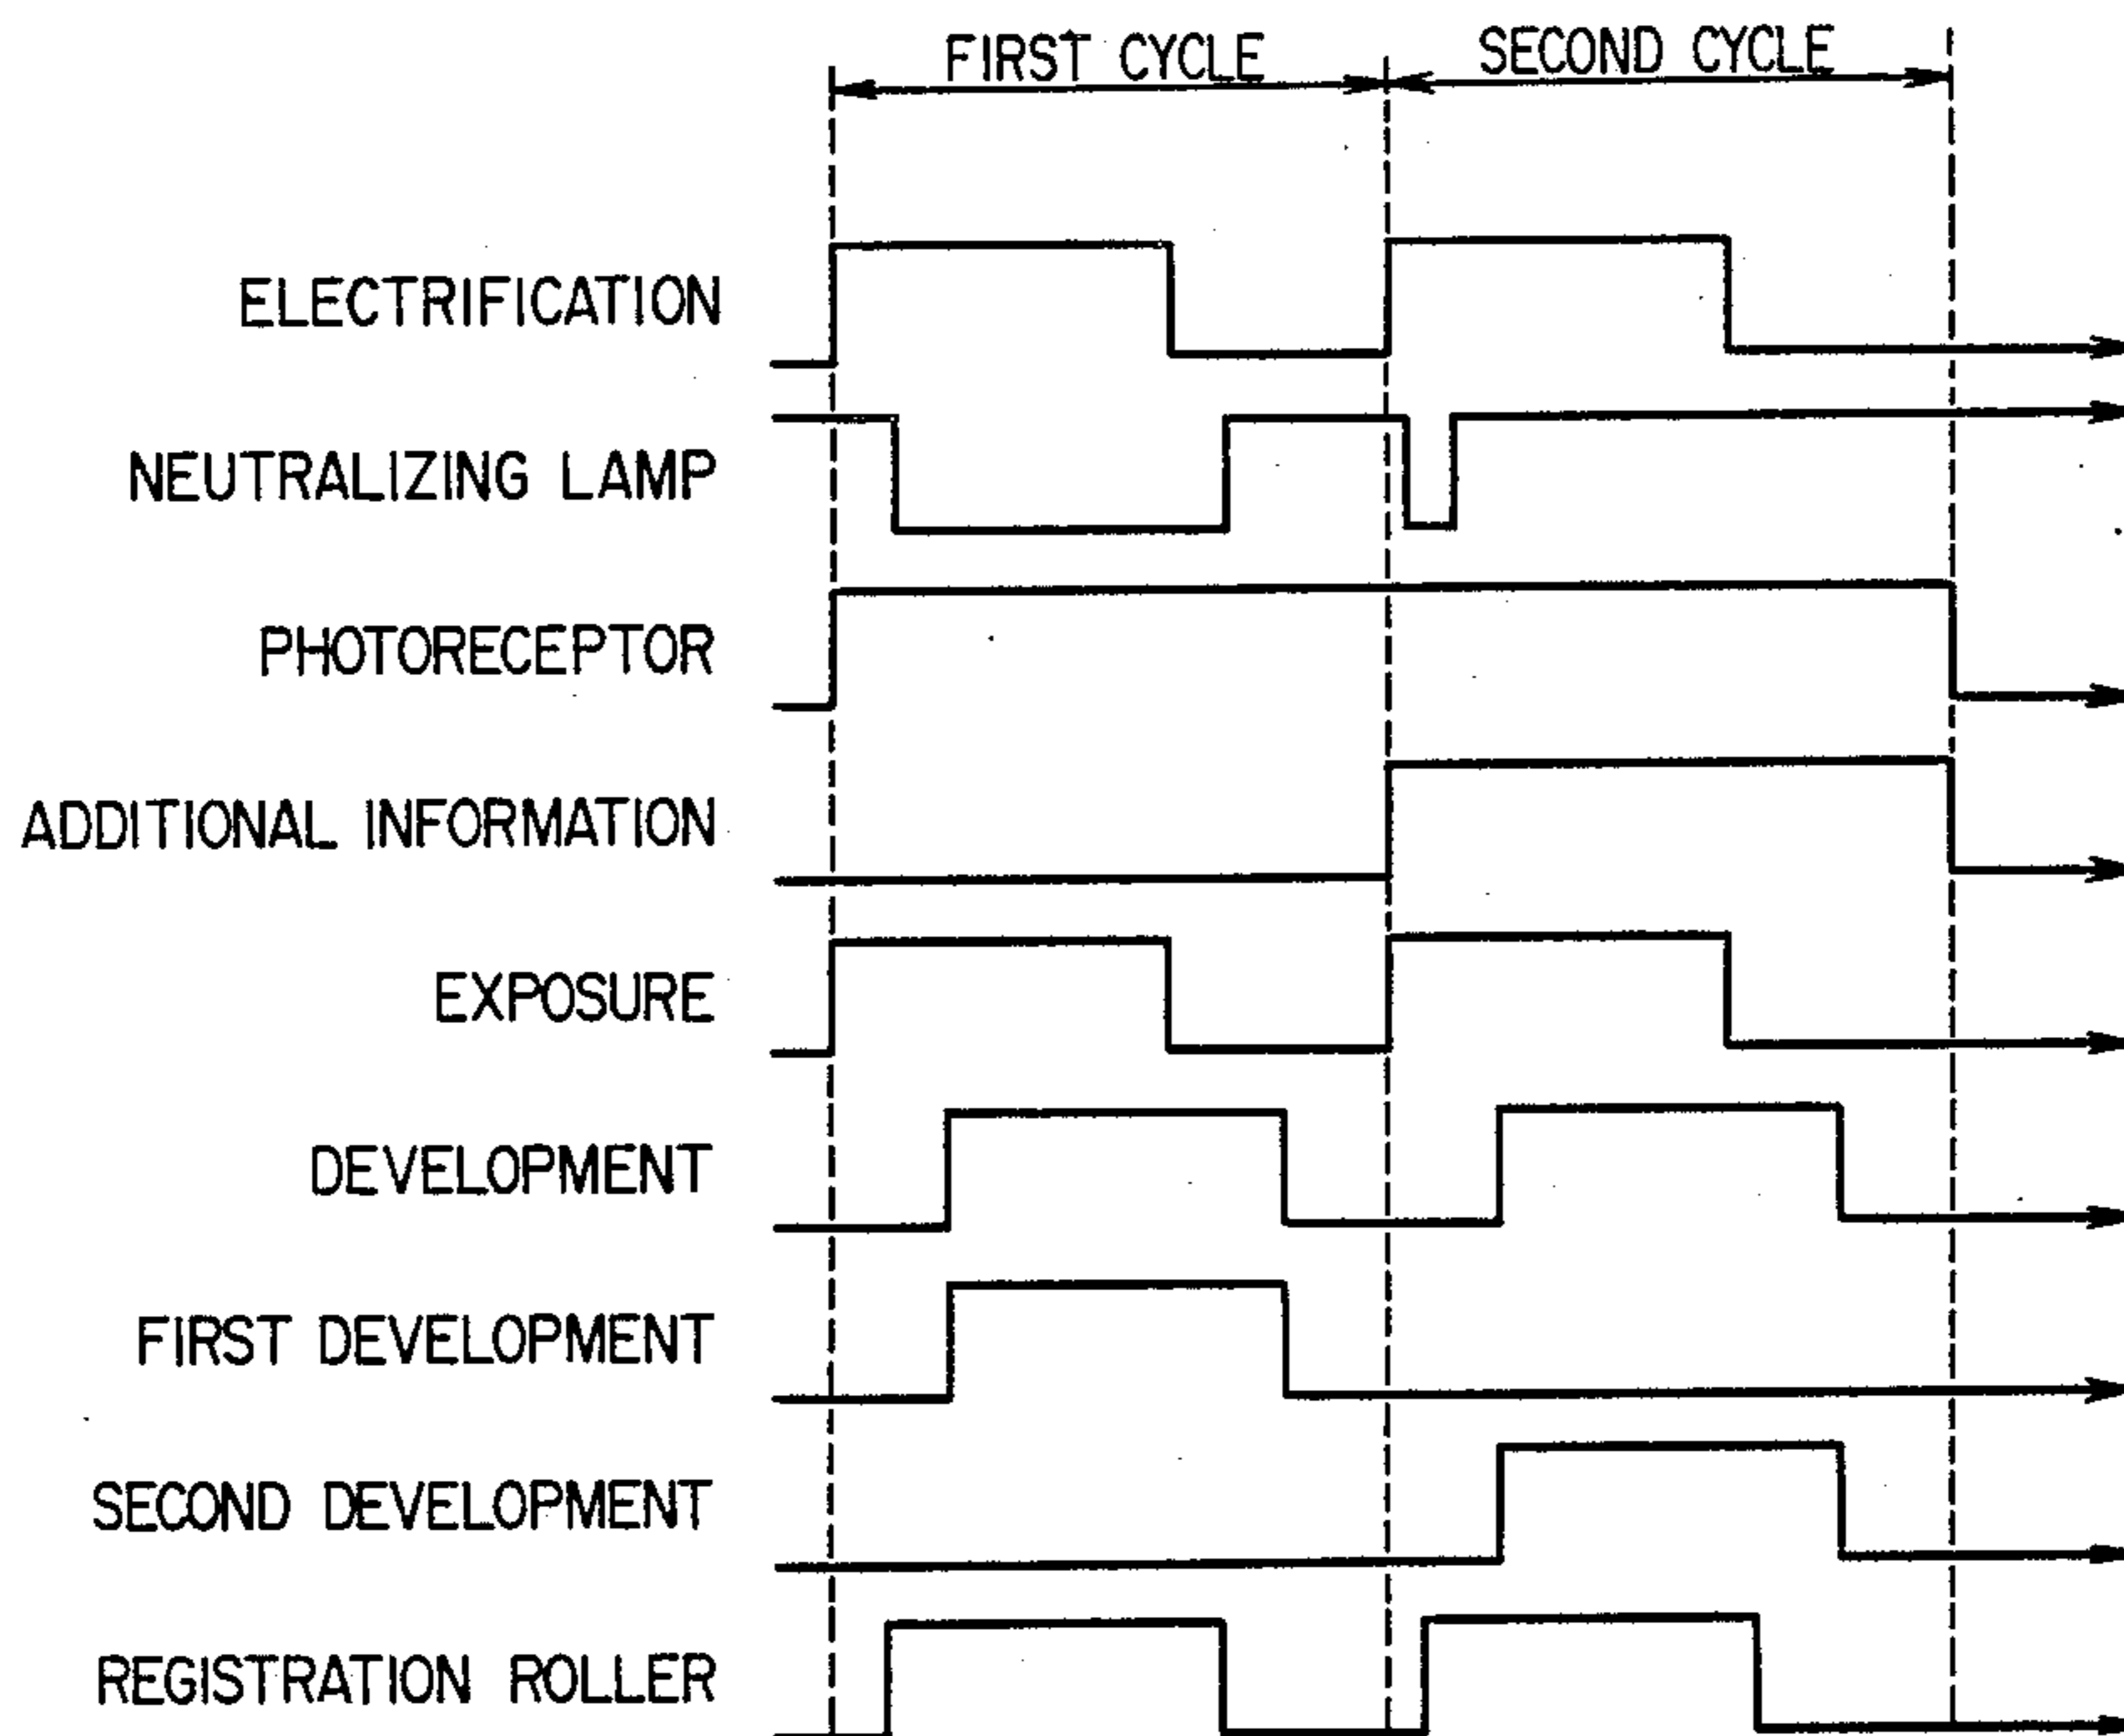 FIRST CYCLE
SECOND CYCLE
ELECTRIFICATION
NEUTRALIZING LAMP
PHOTORECEPTOR
ADDITIONAL INFORMATION
EXPOSURE
DEVELOPMENT
FIRST DEVELOPMENT
SECOND DEVELOPMENT
REGISTRATION ROLLER